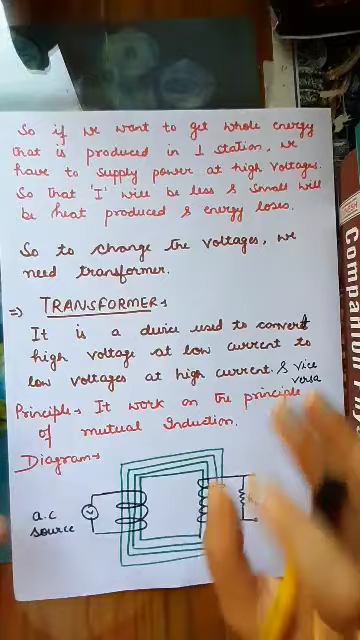 So if we want to get whole energy
that is produced in 1 station, we
have to supply power at high voltages.
So that 'I' will be less & small will
be heat produced & energy loses.
So to change the voltages, we
need transformer.
=) TRANSFORMER→
It is a device used to convert
high voltage at low current to
low voltages at high current. & vice
versa
Principle→ It work on the principle
of mutual Induction.
Diagram→
a.c
source